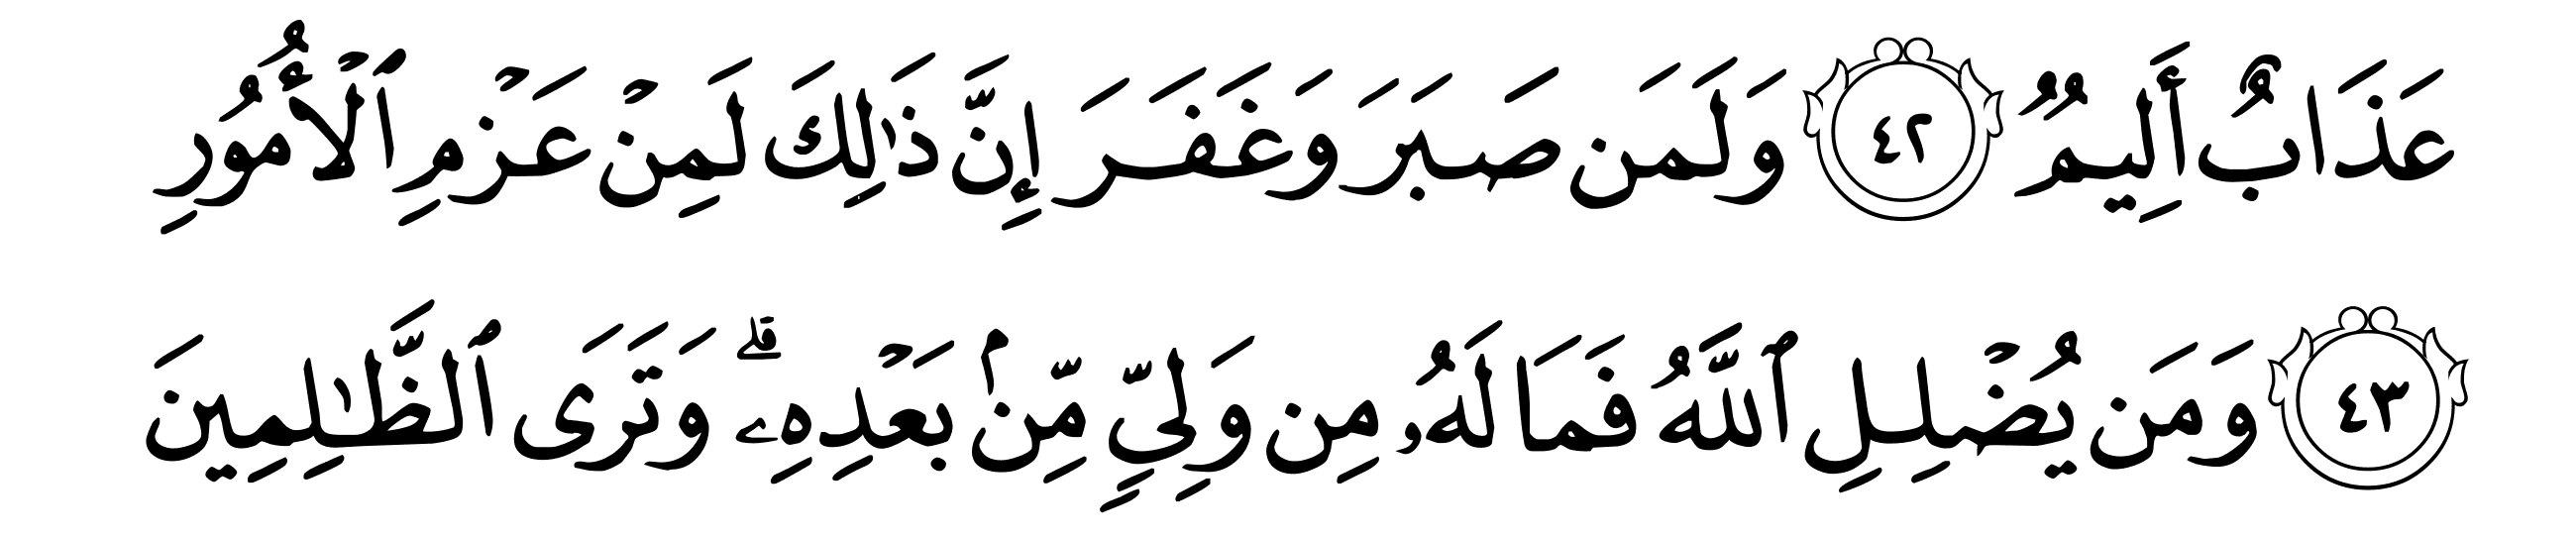 عَذَابٌ أَلِيمٌ ٤٢ وَلَمَن صَبَرَ وَغَفَرَ إِنَّ ذَٰلِكَ لَمِنْ عَزْمِ ٱلْأُمُورِ
٤٣ وَمَن يُضْلِلِ ٱللَّهُ فَمَا لَهُۥ مِن وَلِيٍّ مِّنۢ بَعْدِهِۦ ۗ وَتَرَى ٱلظَّٰلِمِينَ